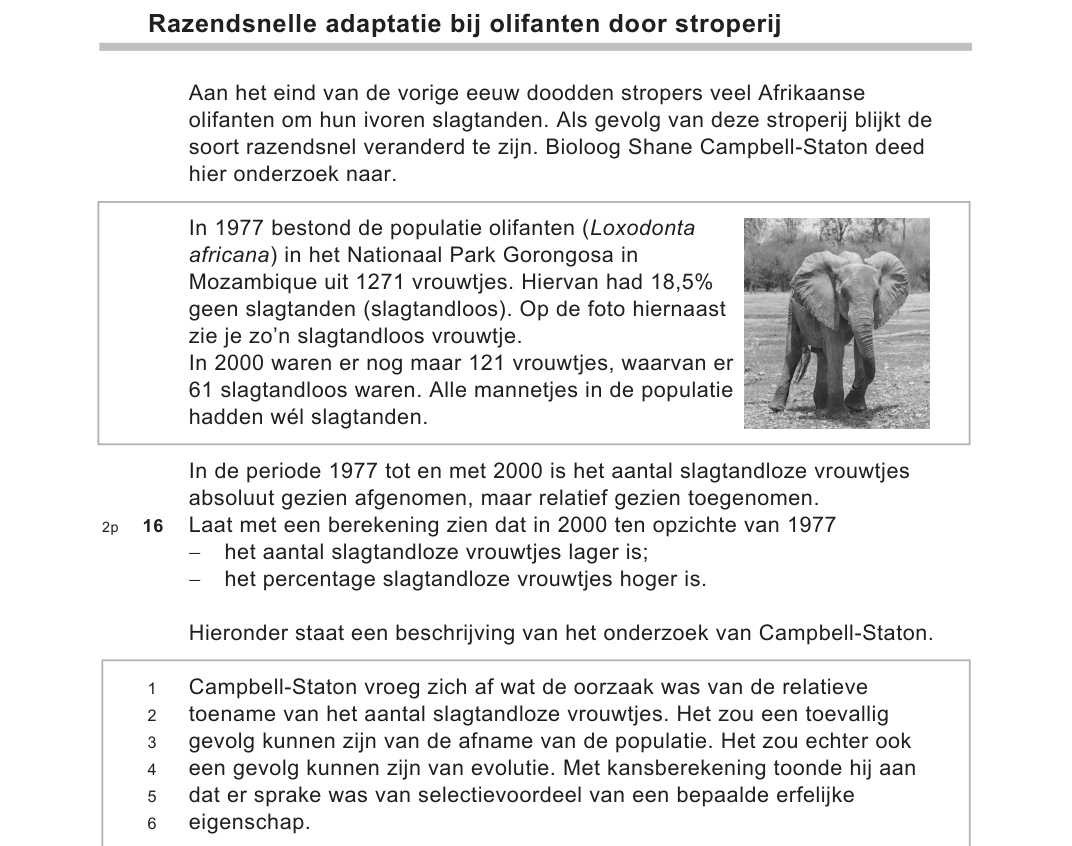 Razendsnelle adaptatie bij olifanten door stroperij
Aan het eind van de vorige eeuw doodden stropers veel Afrikaanse
olifanten om hun ivoren slagtanden. Als gevolg van deze stroperij blijkt de
soort razendsnel veranderd te zijn. Bioloog Shane Campbell-Staton deed
hier onderzoek naar.
In 1977 bestond de populatie olifanten (Loxodonta
africana) in het Nationaal Park Gorongosa in
Mozambique uit 1271 vrouwtjes. Hiervan had 18,5%
geen slagtanden (slagtandloos). Op de foto hiernaast
zie je zo’n slagtandloos vrouwtje.
In 2000 waren er nog maar 121 vrouwtjes, waarvan er
61 slagtandloos waren. Alle mannetjes in de populatie
hadden wél slagtanden.
In de periode 1977 tot en met 2000 is het aantal slagtandloze vrouwtjes
absoluut gezien afgenomen, maar relatief gezien toegenomen.
2p 16 Laat met een berekening zien dat in 2000 ten opzichte van 1977
– het aantal slagtandloze vrouwtjes lager is;
– het percentage slagtandloze vrouwtjes hoger is.
Hieronder staat een beschrijving van het onderzoek van Campbell-Staton.
1 Campbell-Staton vroeg zich af wat de oorzaak was van de relatieve
2 toename van het aantal slagtandloze vrouwtjes. Het zou een toevallig
3 gevolg kunnen zijn van de afname van de populatie. Het zou echter ook
4 een gevolg kunnen zijn van evolutie. Met kansberekening toonde hij aan
5 dat er sprake was van selectievoordeel van een bepaalde erfelijke
6 eigenschap.